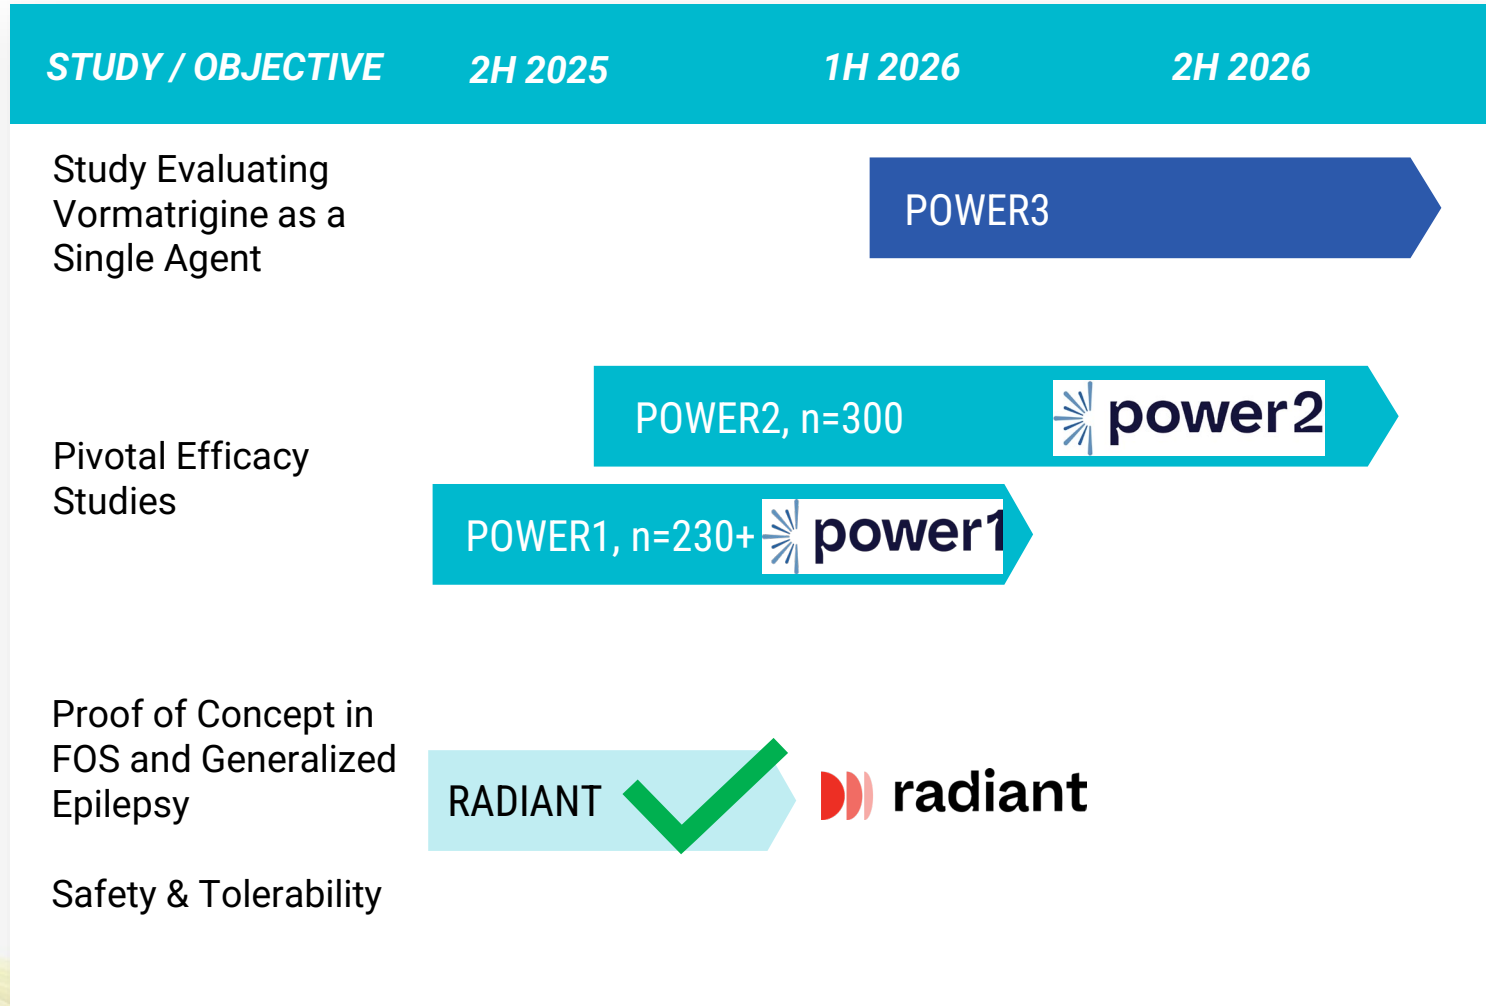 STUDY / OBJECTIVE 2H 2025 1H 2026 2H 2026
Study Evaluating
Vormatrigine as a
Single Agent
POWER3
Pivotal Efficacy
Studies
POWER2, n=300 power2
POWER1, n=230+ power1
Proof of Concept in
FOS and Generalized
Epilepsy
RADIANT radiant
Safety & Tolerability